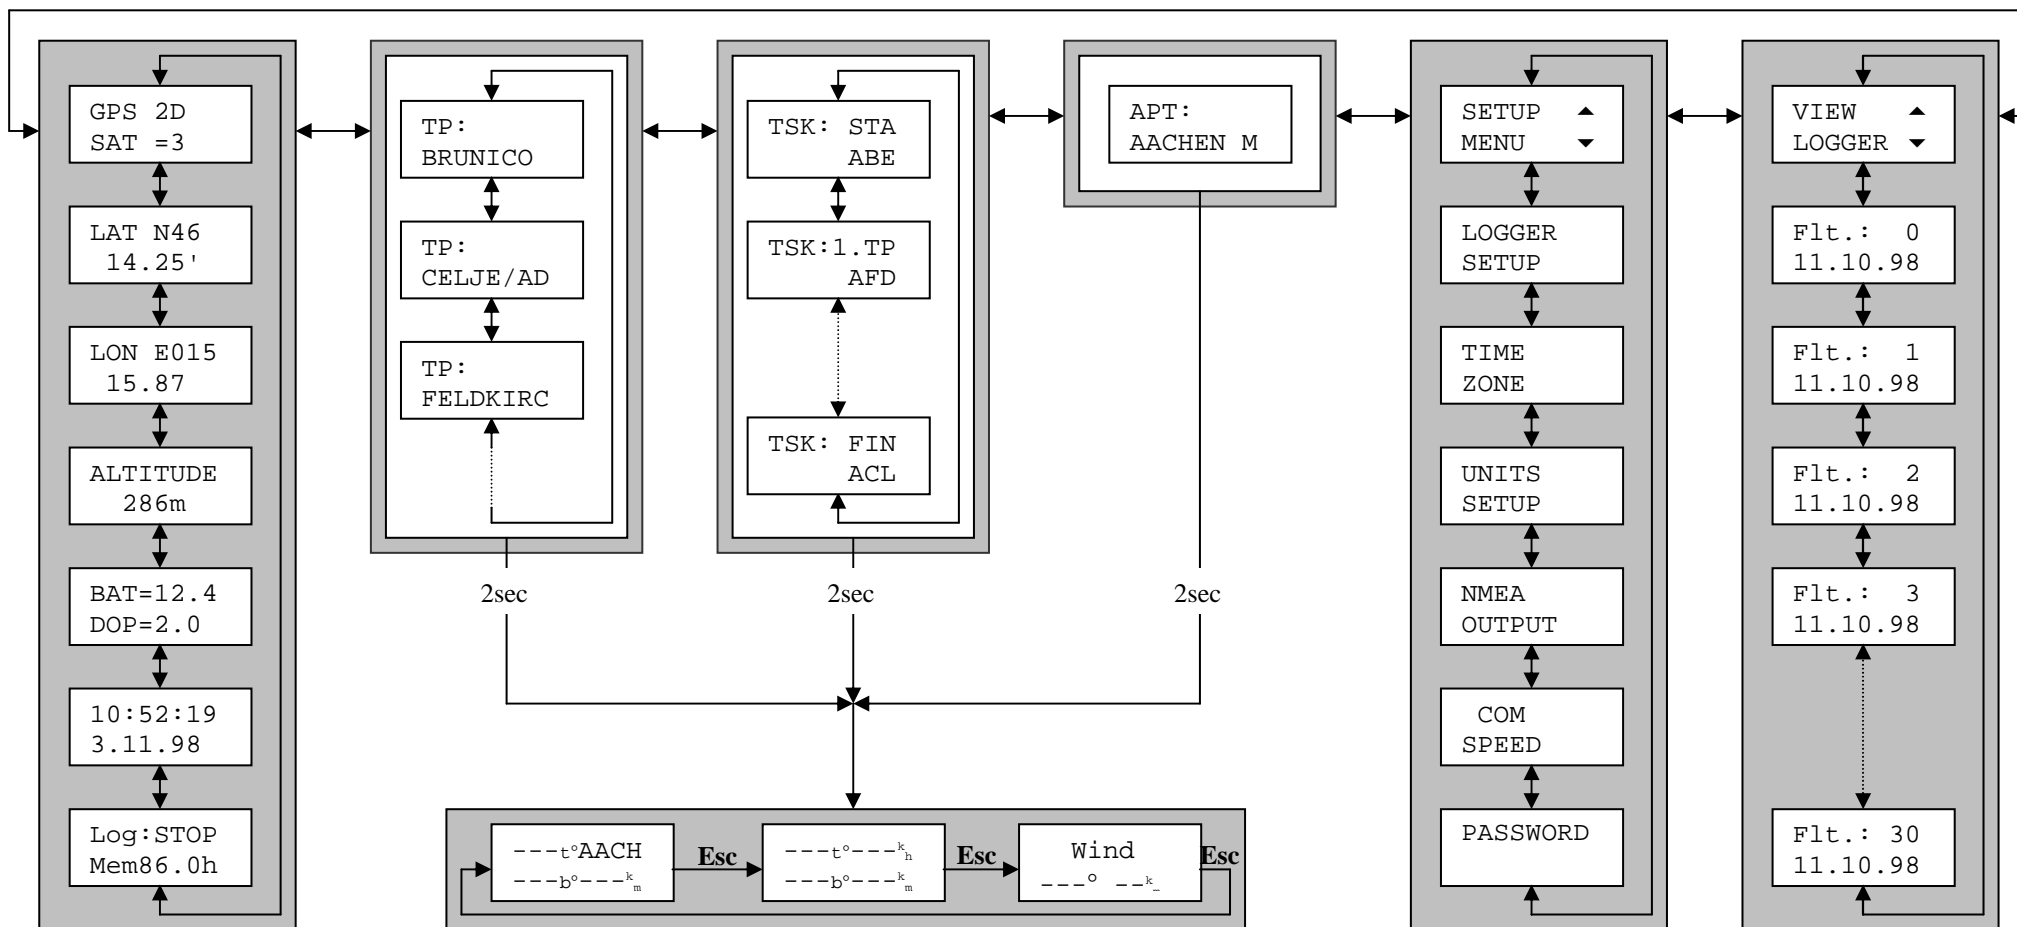 GPS 2D
SAT =3
LAT N46
14.25'
LON E015
15.87
ALTITUDE
286m
BAT=12.4
DOP=2.0
10:52:19
3.11.98
Log:STOP
Mem86.0h
TP:
BRUNICO
TP:
CELJE/AD
TP:
FELDKIRC
2sec
TSK: STA
ABE
TSK:1.TP
AFD
TSK: FIN
ACL
2sec
APT:
AACHEN M
2sec
---t°AACH
---b°---km
Esc
---t°---kh
---b°---km
Esc
Wind
---° --k
Esc
SETUP ▲
MENU ▼
LOGGER
SETUP
TIME
ZONE
UNITS
SETUP
NMEA
OUTPUT
COM
SPEED
PASSWORD
VIEW ▲
LOGGER ▼
Flt.: 0
11.10.98
Flt.: 1
11.10.98
Flt.: 2
11.10.98
Flt.: 3
11.10.98
Flt.: 30
11.10.98